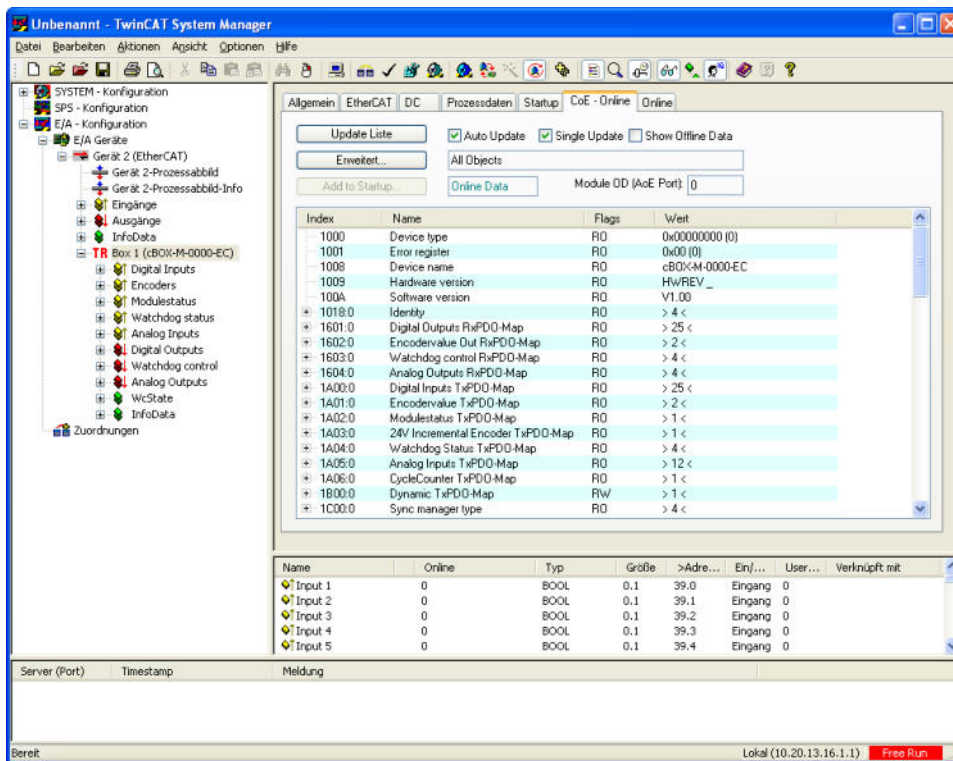 Unbenannt - TwinCAT System Manager
Datei Bearbeiten Aktionen Ansicht Optionen Hilfe
SYSTEM - Konfiguration
SPS - Konfiguration
E/A - Konfiguration
E/A Geräte
Gerät 2 (EtherCAT)
Gerät 2-Prozessabbild
Gerät 2-Prozessabbild-Info
Eingänge
Ausgänge
InfoData
TR Box 1 (cBOX-M-0000-EC)
Digital Inputs
Encoders
Modulestatus
Watchdog status
Analog Inputs
Digital Outputs
Watchdog control
Analog Outputs
WcState
InfoData
Zuordnungen
Allgemein EtherCAT DC Prozessdaten Startup CoE - Online Online
Update Liste Auto Update Single Update Show Offline Data
Erweitert... All Objects
Add to Startup... Online Data Module OD (AoE Port): 0
Index Name Flags Wert
1000 Device type RO 0x00000000 (0)
1001 Error register RO 0x00 (0)
1008 Device name RO cBOX-M-0000-EC
1009 Hardware version RO HWREV _
100A Software version RO V1.00
1018:0 Identity RO > 4 <
1601:0 Digital Outputs RxPDO-Map RO > 25 <
1602:0 Encodervalue Out RxPDO-Map RO > 2 <
1603:0 Watchdog control RxPDO-Map RO > 4 <
1604:0 Analog Outputs RxPDO-Map RO > 4 <
1A00:0 Digital Inputs TxPDO-Map RO > 25 <
1A01:0 Encodervalue TxPDO-Map RO > 2 <
1A02:0 Modulestatus TxPDO-Map RO > 1 <
1A03:0 24V Incremental Encoder TxPDO-Map RO > 1 <
1A04:0 Watchdog Status TxPDO-Map RO > 4 <
1A05:0 Analog Inputs TxPDO-Map RO > 12 <
1A06:0 CycleCounter TxPDO-Map RO > 1 <
1B00:0 Dynamic TxPDO-Map RW > 1 <
1C00:0 Sync manager type RO > 4 <
Name Online Typ Größe >Adre... Ein/... User... Verknüpft mit
Input 1 0 BOOL 0.1 39.0 Eingang 0
Input 2 0 BOOL 0.1 39.1 Eingang 0
Input 3 0 BOOL 0.1 39.2 Eingang 0
Input 4 0 BOOL 0.1 39.3 Eingang 0
Input 5 0 BOOL 0.1 39.4 Eingang 0
Server (Port) Timestamp Meldung
Bereit Lokal (10.20.13.16.1.1) Free Run